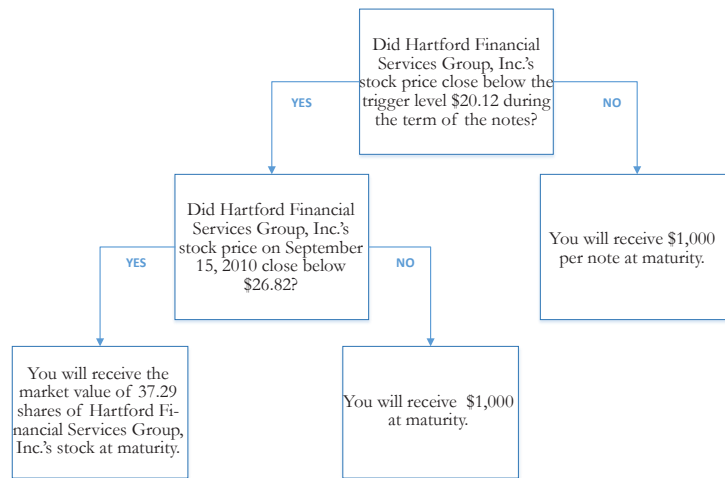 Did Hartford Financial
Services Group, Inc.'s
stock price close below the
trigger level $20.12 during
the term of the notes?
YES
NO
Did Hartford Financial
Services Group, Inc.'s
stock price on September
15, 2010 close below
$26.82?
You will receive $1,000
per note at maturity.
YES
NO
You will receive the
market value of 37.29
shares of Hartford Fi-
nancial Services Group,
Inc.'s stock at maturity.
You will receive $1,000
at maturity.